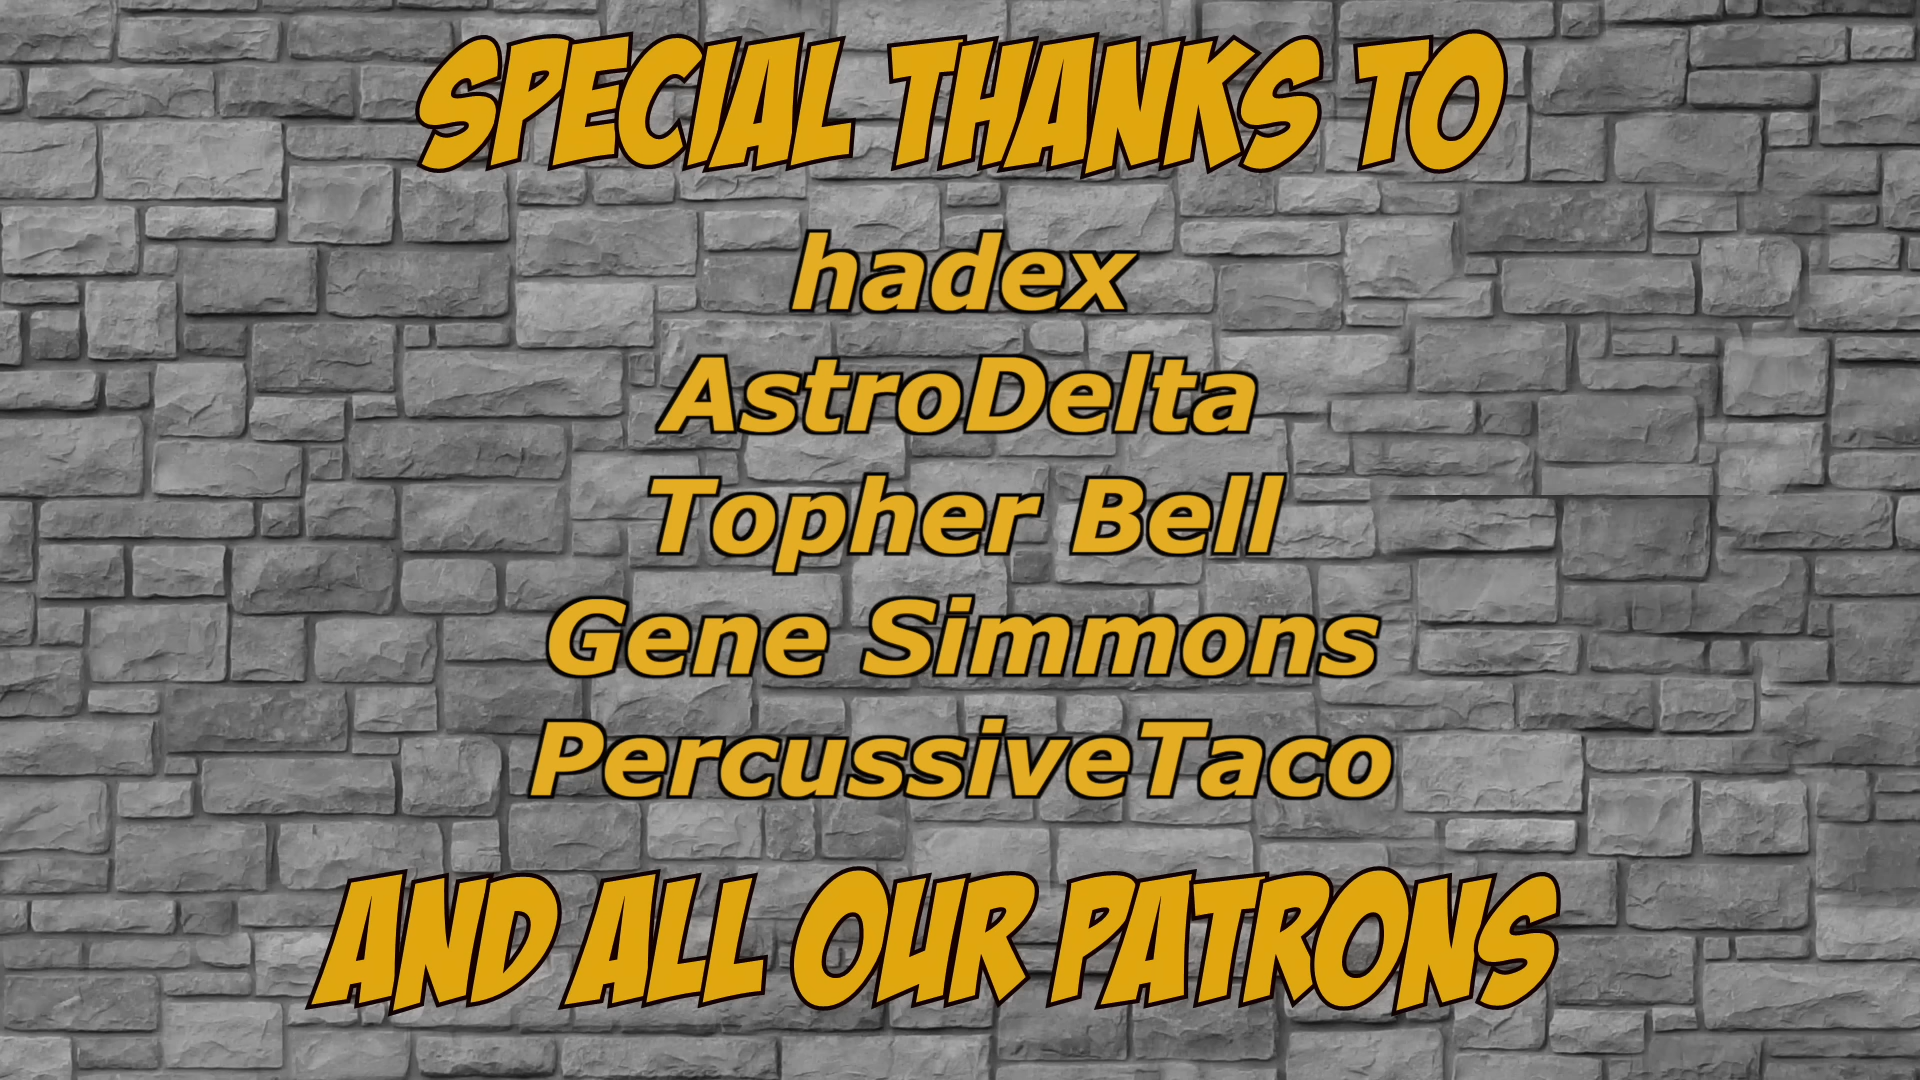 SPECIAL THANKS TO
hadex
AstroDelta
Topher Bell
Gene Simmons
PercussiveTaco
AND ALL OUR PATRONS